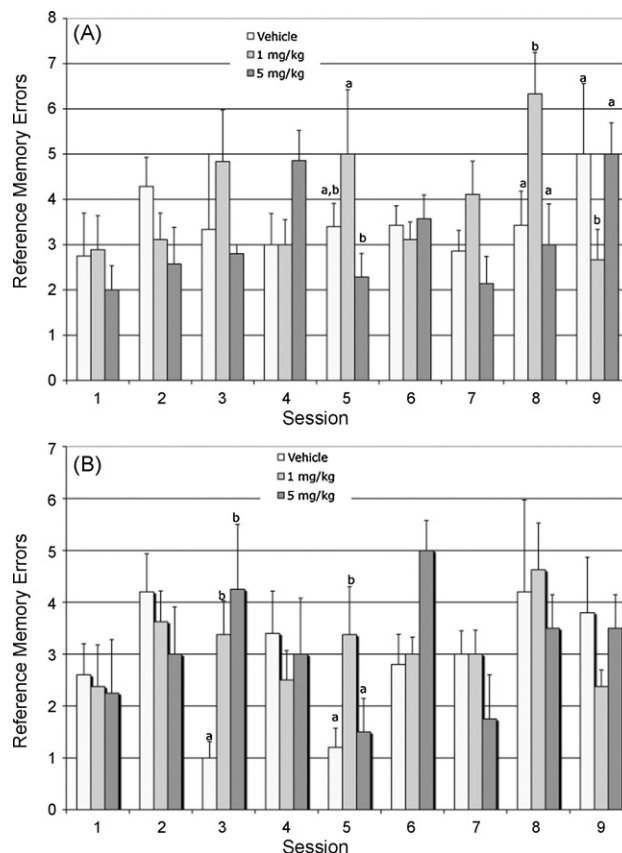 (A)
Vehicle
1 mg/kg
5 mg/kg
Reference Memory Errors
8
7
6
5
4
3
2
1
0
a,b
a
b
a
b
a
a
b
a
1 2 3 4 5 6 7 8 9
Session
(B)
Vehicle
1 mg/kg
5 mg/kg
Reference Memory Errors
7
6
5
4
3
2
1
0
a
b
b
a
b
a
1 2 3 4 5 6 7 8 9
Session